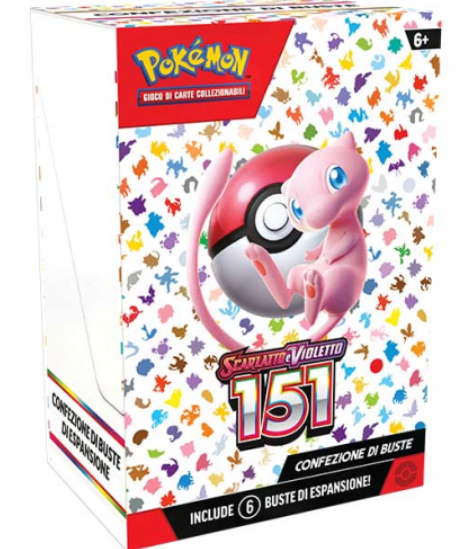 POKÉMON
GIOCO DI CARTE COLLEZIONABILI
6+
SCARLATTO E VIOLETTO
151
CONFEZIONE DI BUSTE
INCLUDE 6 BUSTE DI ESPANSIONE!
CONFEZIONE DI BUSTE
DI ESPANSIONE